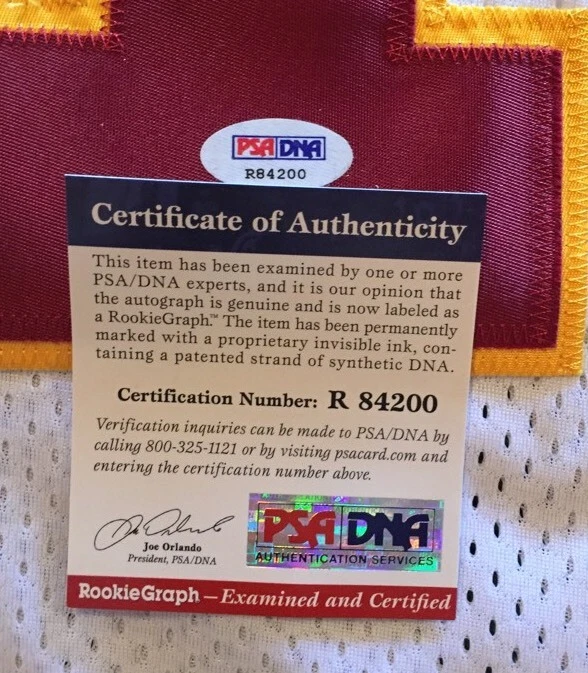 PSA DNA
R84200
Certificate of Authenticity
This item has been examined by one or more
PSA/DNA experts, and it is our opinion that
the autograph is genuine and is now labeled as
a RookieGraph.™ The item has been permanently
marked with a proprietary invisible ink, con-
taining a patented strand of synthetic DNA.
Certification Number: R 84200
Verification inquiries can be made to PSA/DNA by
calling 800-325-1121 or by visiting psacard.com and
entering the certification number above.
Joe Orlando
President, PSA/DNA
PSA DNA
AUTHENTICATION SERVICES
RookieGraph — Examined and Certified